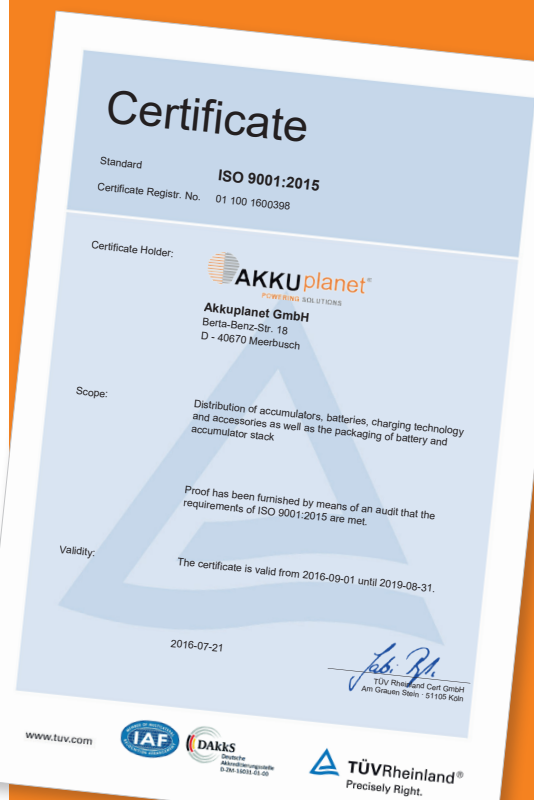 Certificate
Standard ISO 9001:2015
Certificate Registr. No. 01 100 1600398
Certificate Holder:
AKKUplanet®
POWERING SOLUTIONS
Akkuplanet GmbH
Berta-Benz-Str. 18
D - 40670 Meerbusch
Scope:
Distribution of accumulators, batteries, charging technology
and accessories as well as the packaging of battery and
accumulator stack
Proof has been furnished by means of an audit that the
requirements of ISO 9001:2015 are met.
Validity:
The certificate is valid from 2016-09-01 until 2019-08-31.
2016-07-21
TÜV Rheinland Cert GmbH
Am Grauen Stein · 51105 Köln
www.tuv.com
IAF
DAkkS
Deutsche
Akkreditierungsstelle
D-ZM-16031-01-00
TÜVRheinland®
Precisely Right.